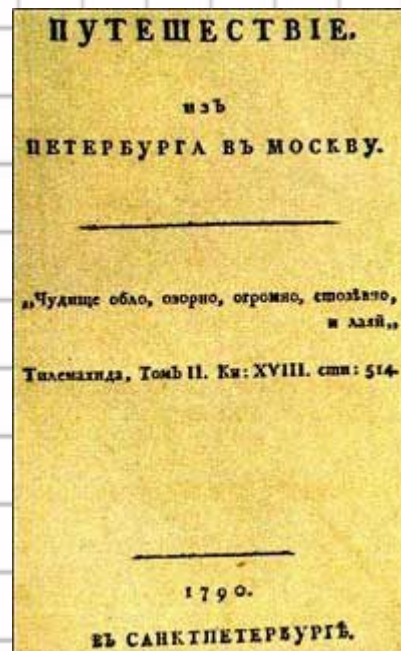 ПУТЕШЕСТВІЕ.
изЪ
ПЕТЕРБУРГА ВЪ МОСКВУ.
„Чудище обло, озорно, огромно, стозѣвно,
и лаяй„
Тилемахида, ТомЪ II. Кн: XVIII. сти: 514.
1790.
ВЪ САНКТПЕТЕРБУРГѢ.